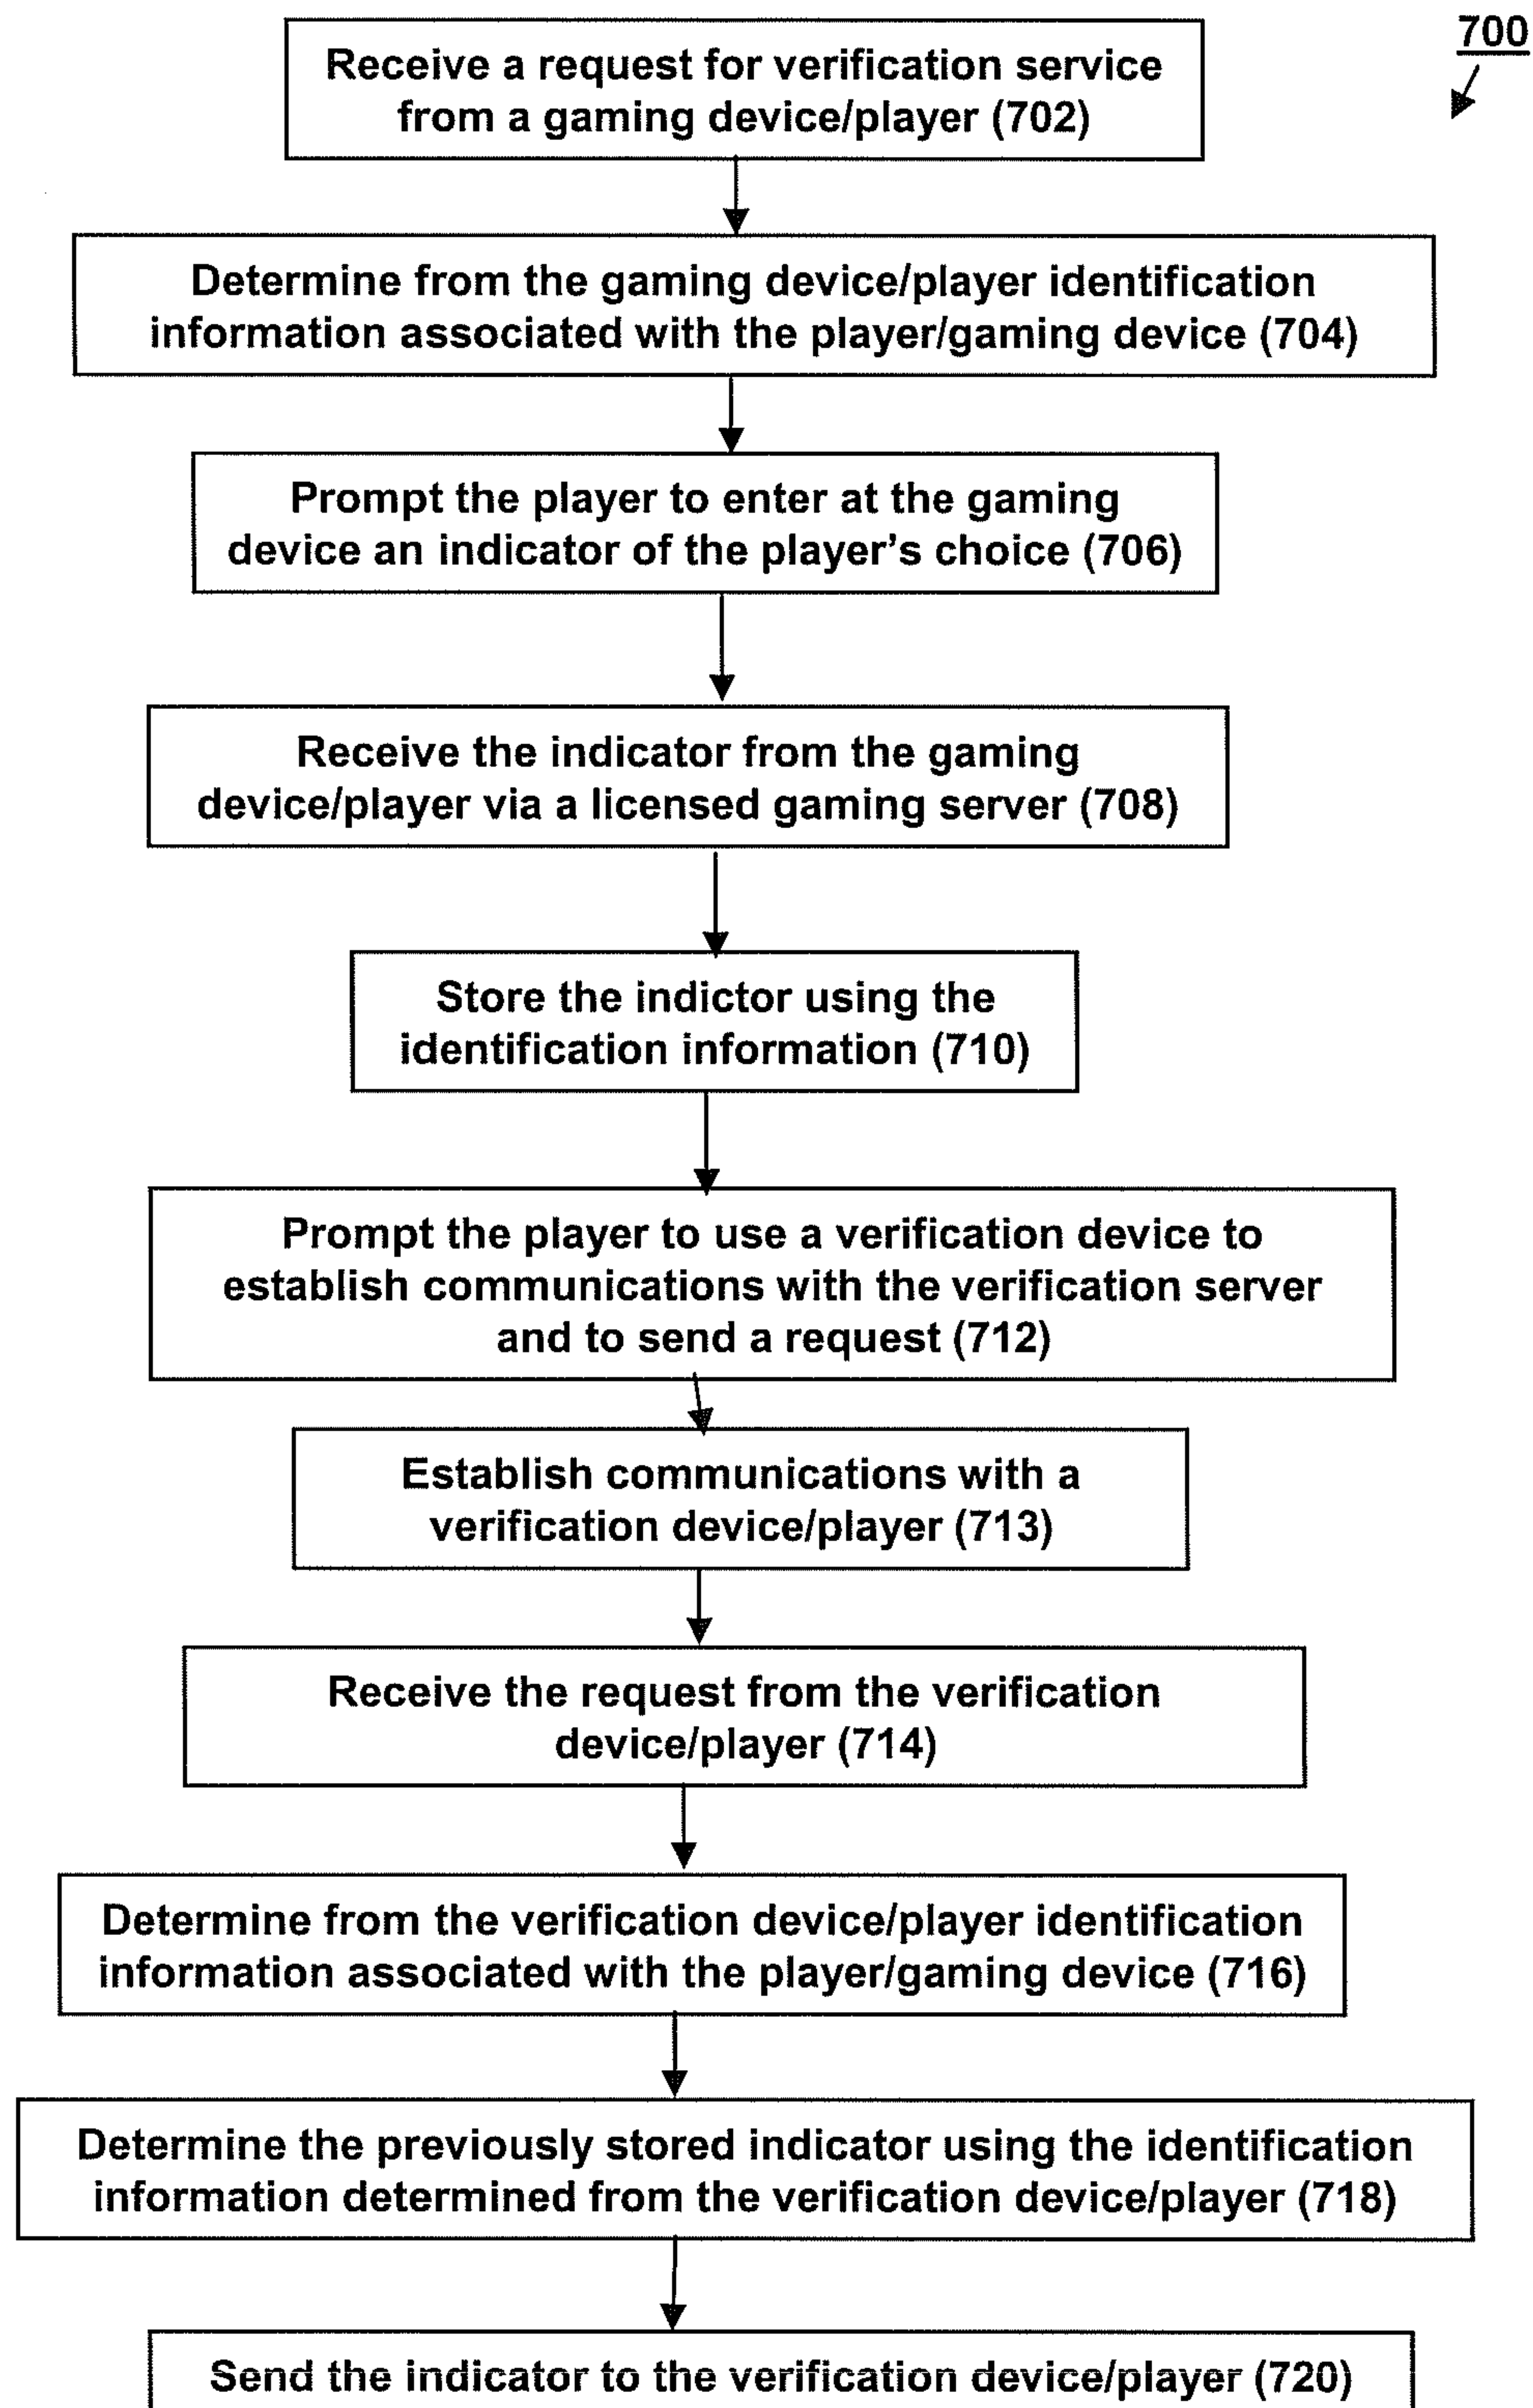 700
Receive a request for verification service
from a gaming device/player (702)
Determine from the gaming device/player identification
information associated with the player/gaming device (704)
Prompt the player to enter at the gaming
device an indicator of the player's choice (706)
Receive the indicator from the gaming
device/player via a licensed gaming server (708)
Store the indictor using the
identification information (710)
Prompt the player to use a verification device to
establish communications with the verification server
and to send a request (712)
Establish communications with a
verification device/player (713)
Receive the request from the verification
device/player (714)
Determine from the verification device/player identification
information associated with the player/gaming device (716)
Determine the previously stored indicator using the identification
information determined from the verification device/player (718)
Send the indicator to the verification device/player (720)